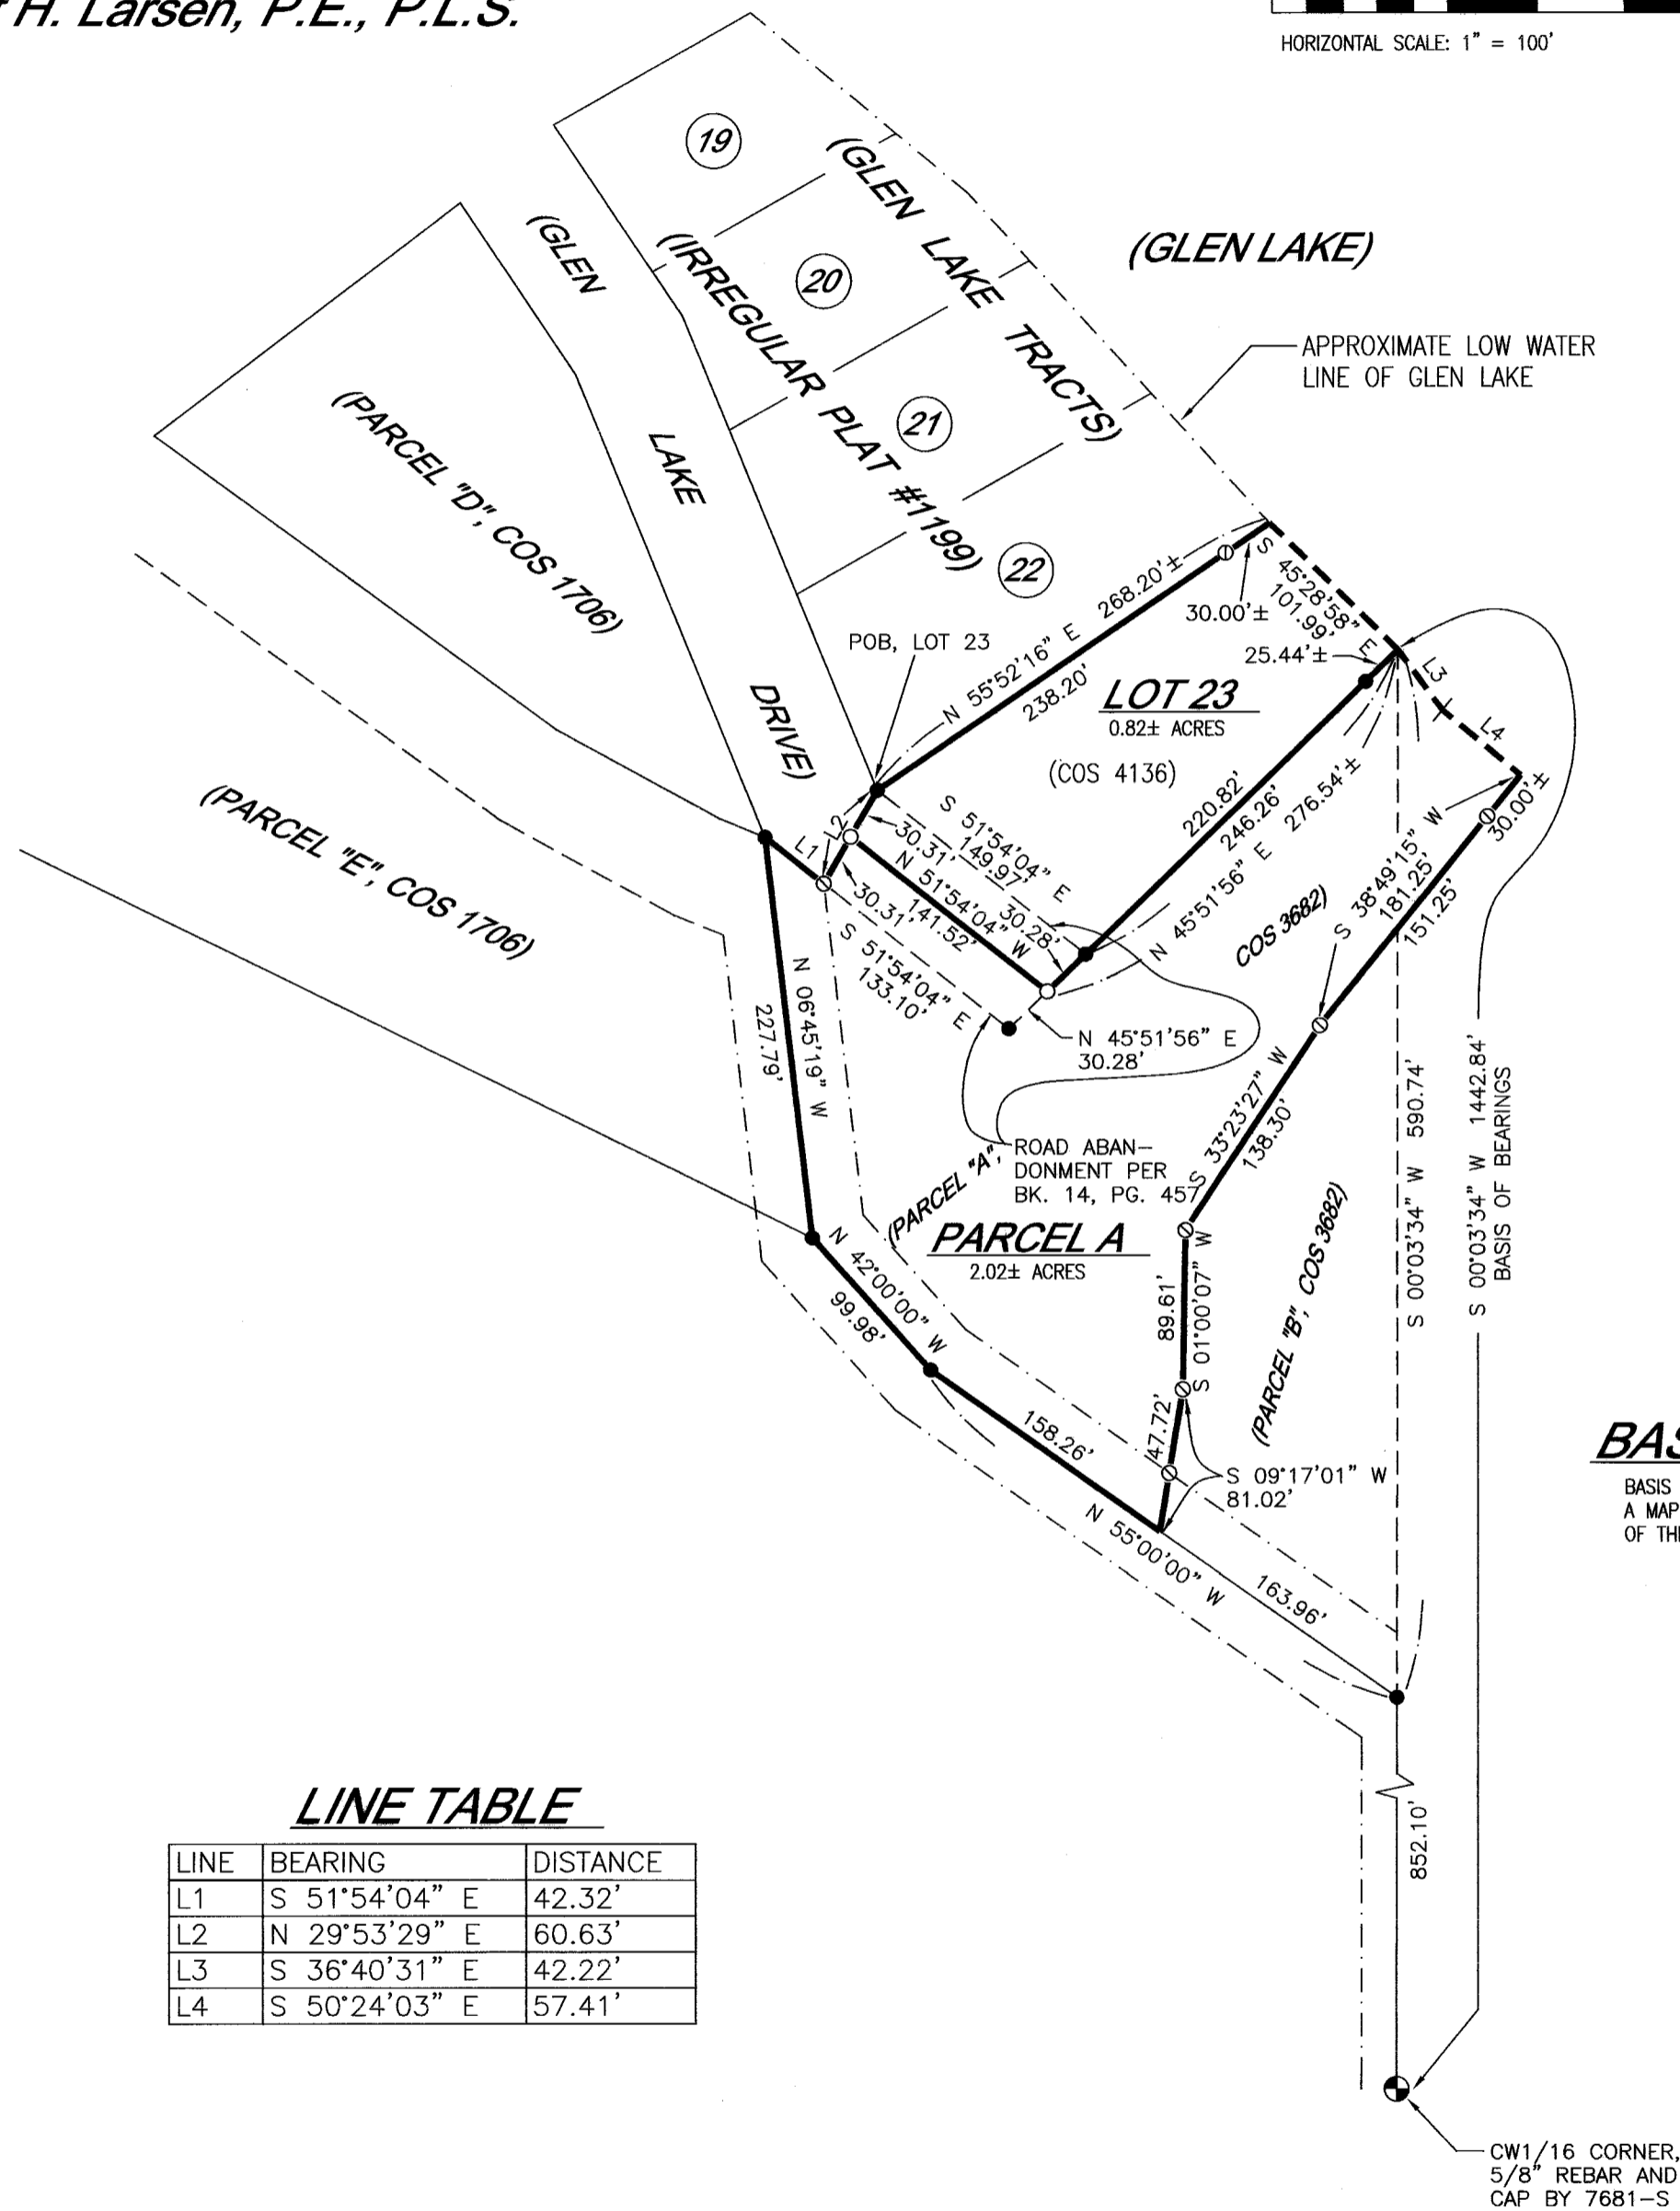 H. Larsen, P.E., P.L.S.
HORIZONTAL SCALE: 1" = 100'
19
20
21
22
(GLEN LAKE TRACTS)
(IRREGULAR PLAT #1199)
(GLEN LAKE DRIVE)
(GLEN LAKE)
APPROXIMATE LOW WATER
LINE OF GLEN LAKE
(PARCEL "D", COS 1706)
(PARCEL "E", COS 1706)
POB, LOT 23
N 55°52'16" E 268.20'±
238.20'
30.00'±
S 45°28'58" E
101.99'
25.44'±
L3
L4
LOT 23
0.82± ACRES
(COS 4136)
220.82'
246.26'
N 45°51'56" E 276.54'±
L1
L2
30.31'
S 51°54'04" E
149.97'
N 51°54'04" W
141.52'
30.28'
30.31'
S 51°54'04" E
133.10'
N 45°51'56" E
30.28'
30.00'±
S 38°49'15" W
181.25'
151.25'
COS 3682)
S 33°23'27" W
138.30'
N 06°45'19" W
227.79'
ROAD ABAN-
DONMENT PER
BK. 14, PG. 457
(PARCEL "A",
PARCEL A
2.02± ACRES
N 42°00'00" W
99.98'
89.61'
S 01°00'07" W
47.72'
S 09°17'01" W
81.02'
(PARCEL "B", COS 3682)
158.26'
N 55°00'00" W
163.96'
S 00°03'34" W 590.74'
S 00°03'34" W 1442.84'
BASIS OF BEARINGS
BAS
BASIS
A MAP
OF TH
852.10'
LINE TABLE
LINE BEARING DISTANCE
L1 S 51°54'04" E 42.32'
L2 N 29°53'29" E 60.63'
L3 S 36°40'31" E 42.22'
L4 S 50°24'03" E 57.41'
CW1/16 CORNER,
5/8" REBAR AND
CAP BY 7681-S